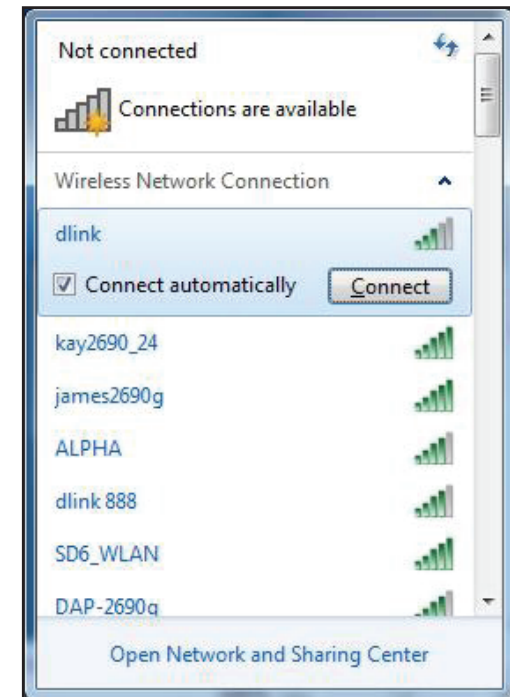 Not connected
Connections are available
Wireless Network Connection
dlink
Connect automatically Connect
kay2690_24
james2690g
ALPHA
dlink 888
SD6_WLAN
DAP-2690g
Open Network and Sharing Center